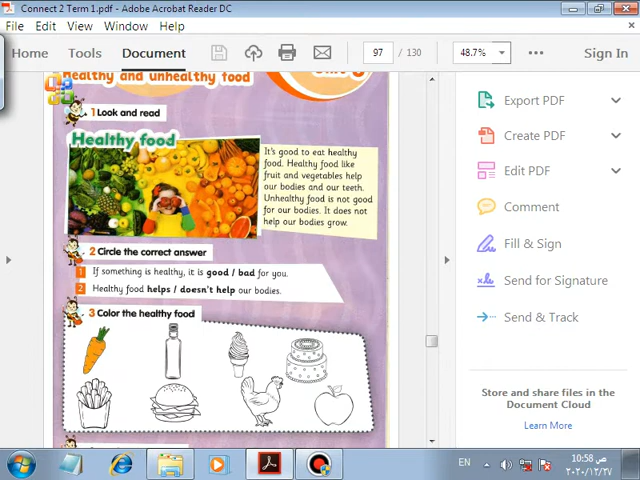 Connect 2 Term 1.pdf - Adobe Acrobat Reader DC
File Edit View Window Help
Home Tools Document 97 / 130 48.7% Sign In
Healthy and unhealthy food
1 Look and read
Healthy food
It's good to eat healthy
food. Healthy food like
fruit and vegetables help
our bodies and our teeth.
Unhealthy food is not good
for our bodies. It does not
help our bodies grow.
2 Circle the correct answer
1 If something is healthy, it is good / bad for you.
2 Healthy food helps / doesn't help our bodies.
3 Color the healthy food
Export PDF
Create PDF
Edit PDF
Comment
Fill & Sign
Send for Signature
Send & Track
Store and share files in the
Document Cloud
Learn More
EN
10:58 ص
٢٠٢٠/١٢/٢٧